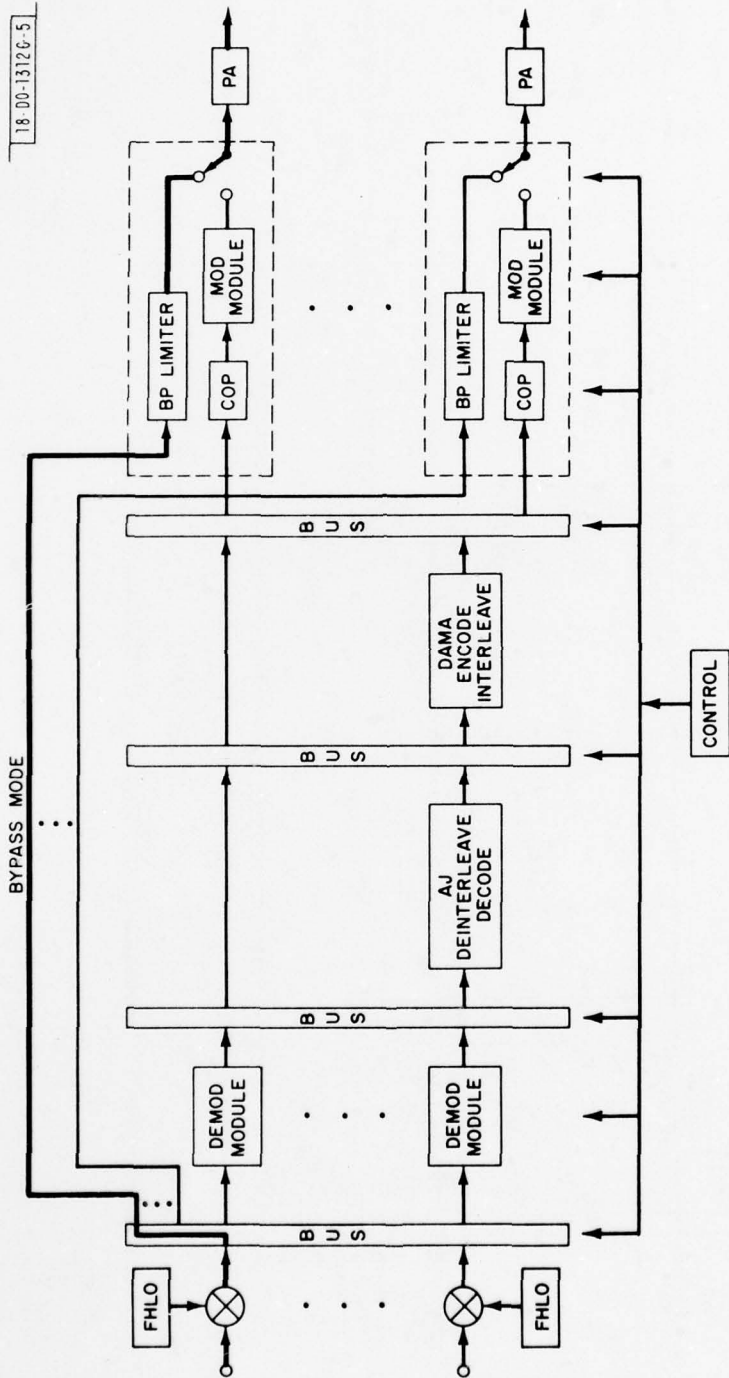 18-DO-13126-5
BYPASS MODE
FHLO
FHLO
BUS
DEMOD
MODULE
DEMOD
MODULE
BUS
AJ
DEINTERLEAVE
DECODE
BUS
DAMA
ENCODE
INTERLEAVE
BUS
BP LIMITER
COP
MOD
MODULE
PA
BP LIMITER
COP
MOD
MODULE
PA
CONTROL